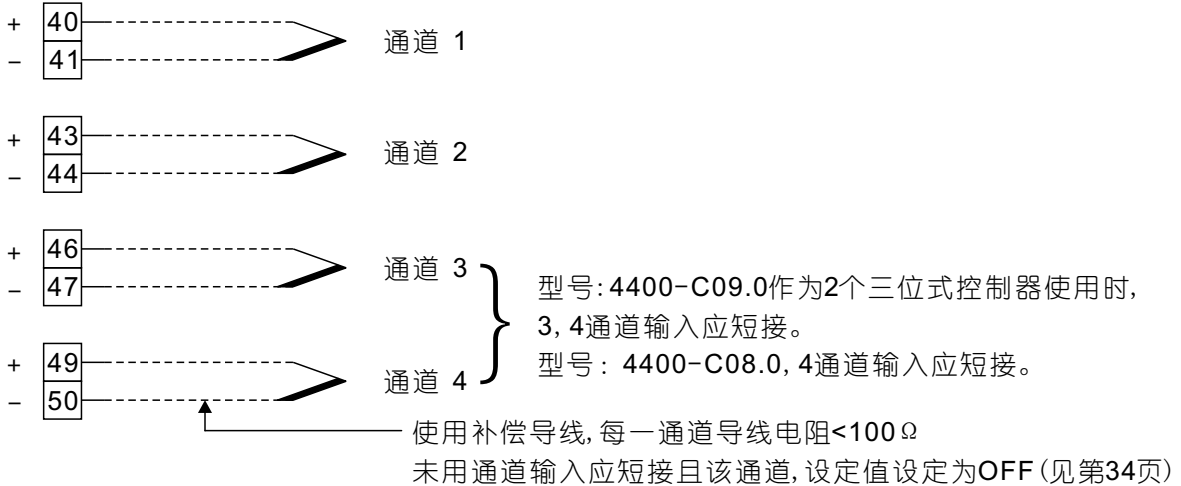 + 40
- 41
通道 1
+ 43
- 44
通道 2
+ 46
- 47
通道 3
+ 49
- 50
通道 4
型号:4400-C09.0作为2个三位式控制器使用时,
3,4通道输入应短接。
型号: 4400-C08.0,4通道输入应短接。
使用补偿导线,每一通道导线电阻<100Ω
未用通道输入应短接且该通道,设定值设定为OFF(见第34页)